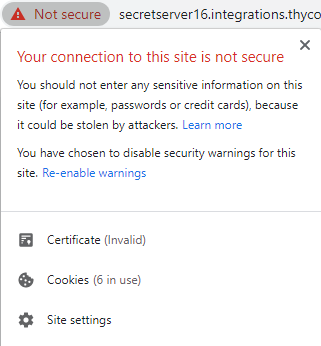 Not secure secretserver16.integrations.thyco
Your connection to this site is not secure
You should not enter any sensitive information on this
site (for example, passwords or credit cards), because
it could be stolen by attackers. Learn more
You have chosen to disable security warnings for this
site. Re-enable warnings
Certificate (Invalid)
Cookies (6 in use)
Site settings